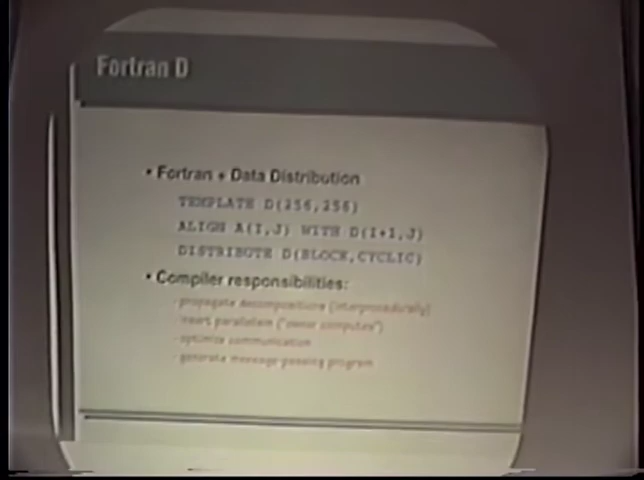 Fortran D
• Fortran + Data Distribution
TEMPLATE D(256,256)
ALIGN A(I,J) WITH D(I+1,J)
DISTRIBUTE D(BLOCK,CYCLIC)
• Compiler responsibilities:
- propagate decompositions (interprocedurally)
- insert parallelism ("owner computes")
- optimize communication
- generate message-passing program